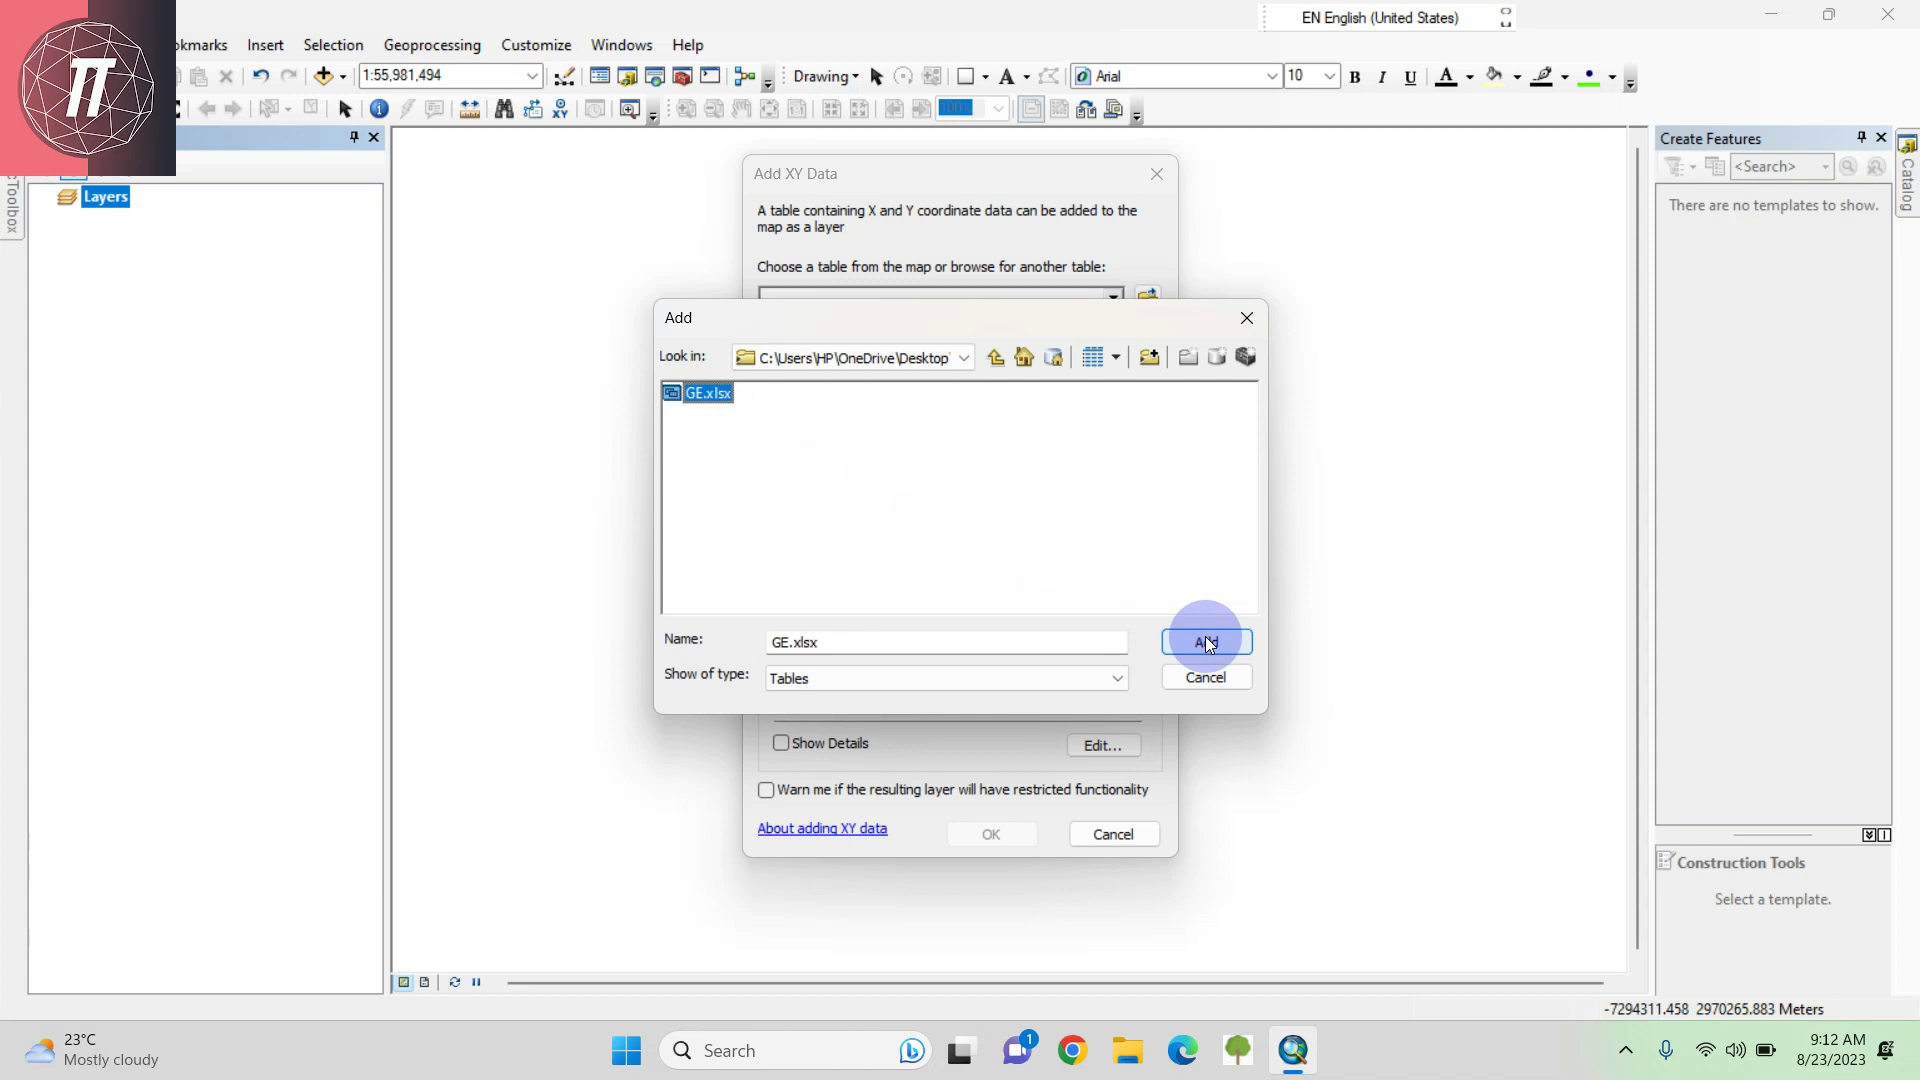 EN English (United States)
okmarks Insert Selection Geoprocessing Customize Windows Help
1:55,981,494
Drawing
A
Arial
10
B I U A
100%
Layers
Toolbox
Add XY Data
A table containing X and Y coordinate data can be added to the
map as a layer
Choose a table from the map or browse for another table:
Add
Look in:
C:\Users\HP\OneDrive\Desktop
GE.xlsx
Name:
GE.xlsx
Add
Show of type:
Tables
Cancel
Show Details
Edit...
Warn me if the resulting layer will have restricted functionality
About adding XY data
OK
Cancel
Create Features
<Search>
There are no templates to show.
Catalog
Construction Tools
Select a template.
-7294311.458 2970265.883 Meters
23°C
Mostly cloudy
Search
1
9:12 AM
8/23/2023